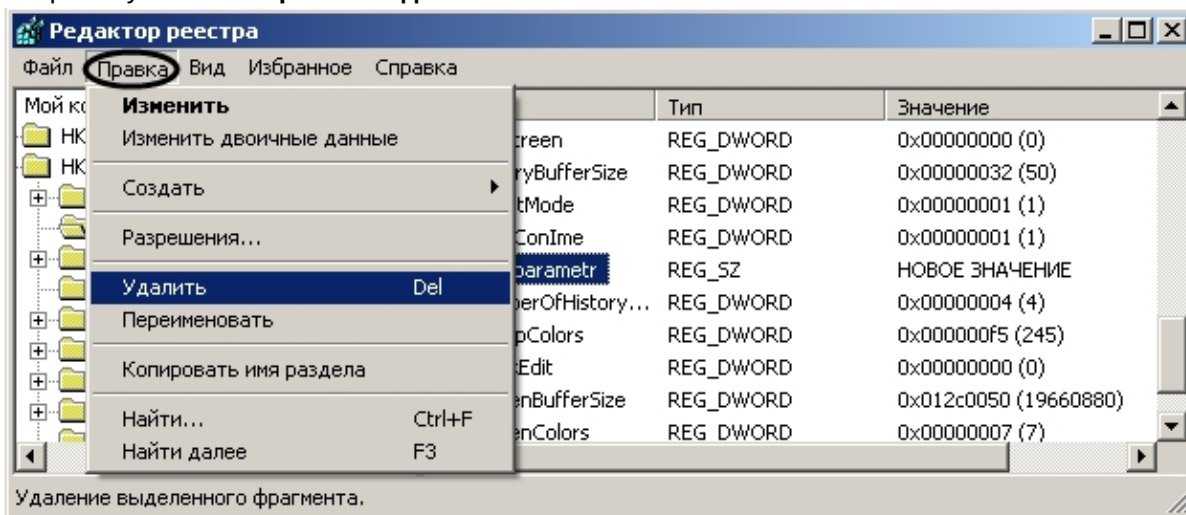 Редактор реестра
Файл Правка Вид Избранное Справка
Мой ко Тип Значение
Изменить
Изменить двоичные данные
Создать
Разрешения...
Удалить Del
Переименовать
Копировать имя раздела
Найти... Ctrl+F
Найти далее F3
HK creen REG_DWORD 0x00000000 (0)
HK ryBufferSize REG_DWORD 0x00000032 (50)
tMode REG_DWORD 0x00000001 (1)
ConIme REG_DWORD 0x00000001 (1)
parametr REG_SZ НОВОЕ ЗНАЧЕНИЕ
berOfHistory... REG_DWORD 0x00000004 (4)
pColors REG_DWORD 0x000000f5 (245)
kEdit REG_DWORD 0x00000000 (0)
enBufferSize REG_DWORD 0x012c0050 (19660880)
enColors REG_DWORD 0x00000007 (7)
Удаление выделенного фрагмента.